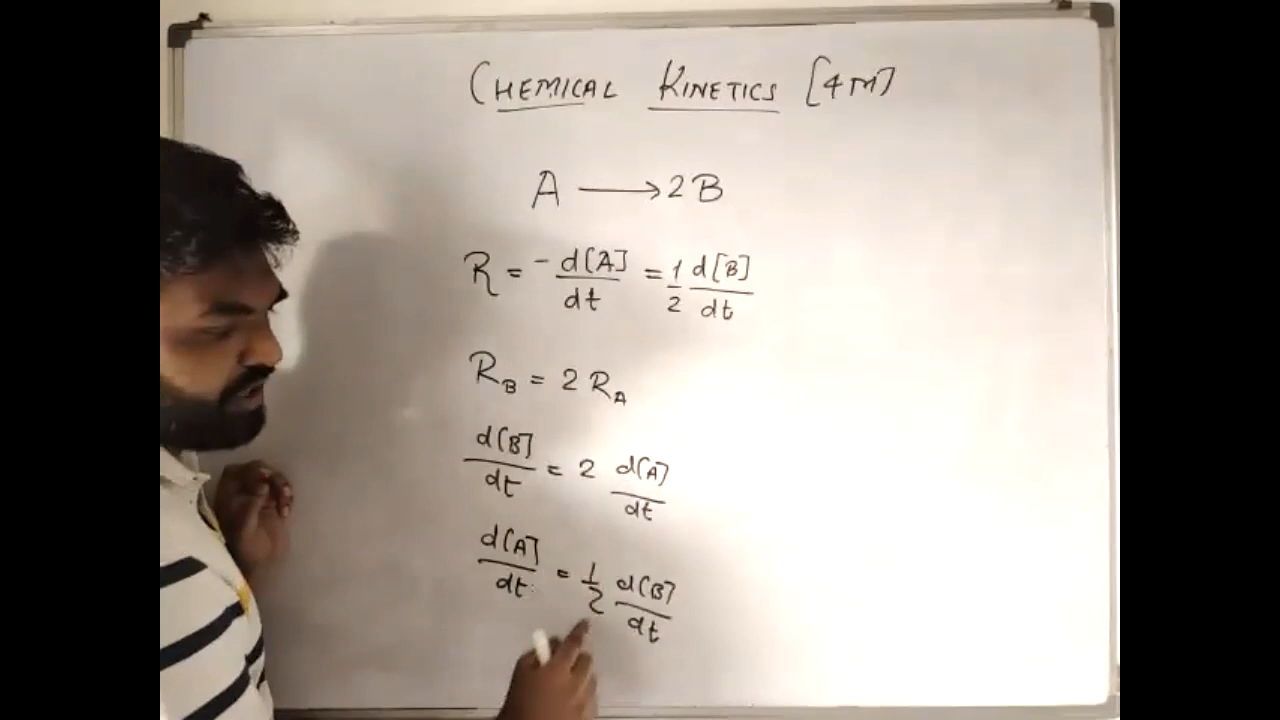 CHEMICAL KINETICS [4M]
A ⟶ 2B
R = -d[A]/dt = 1/2 d[B]/dt
R_B = 2 R_A
d[B]/dt = 2 d[A]/dt
d[A]/dt = 1/2 d[B]/dt